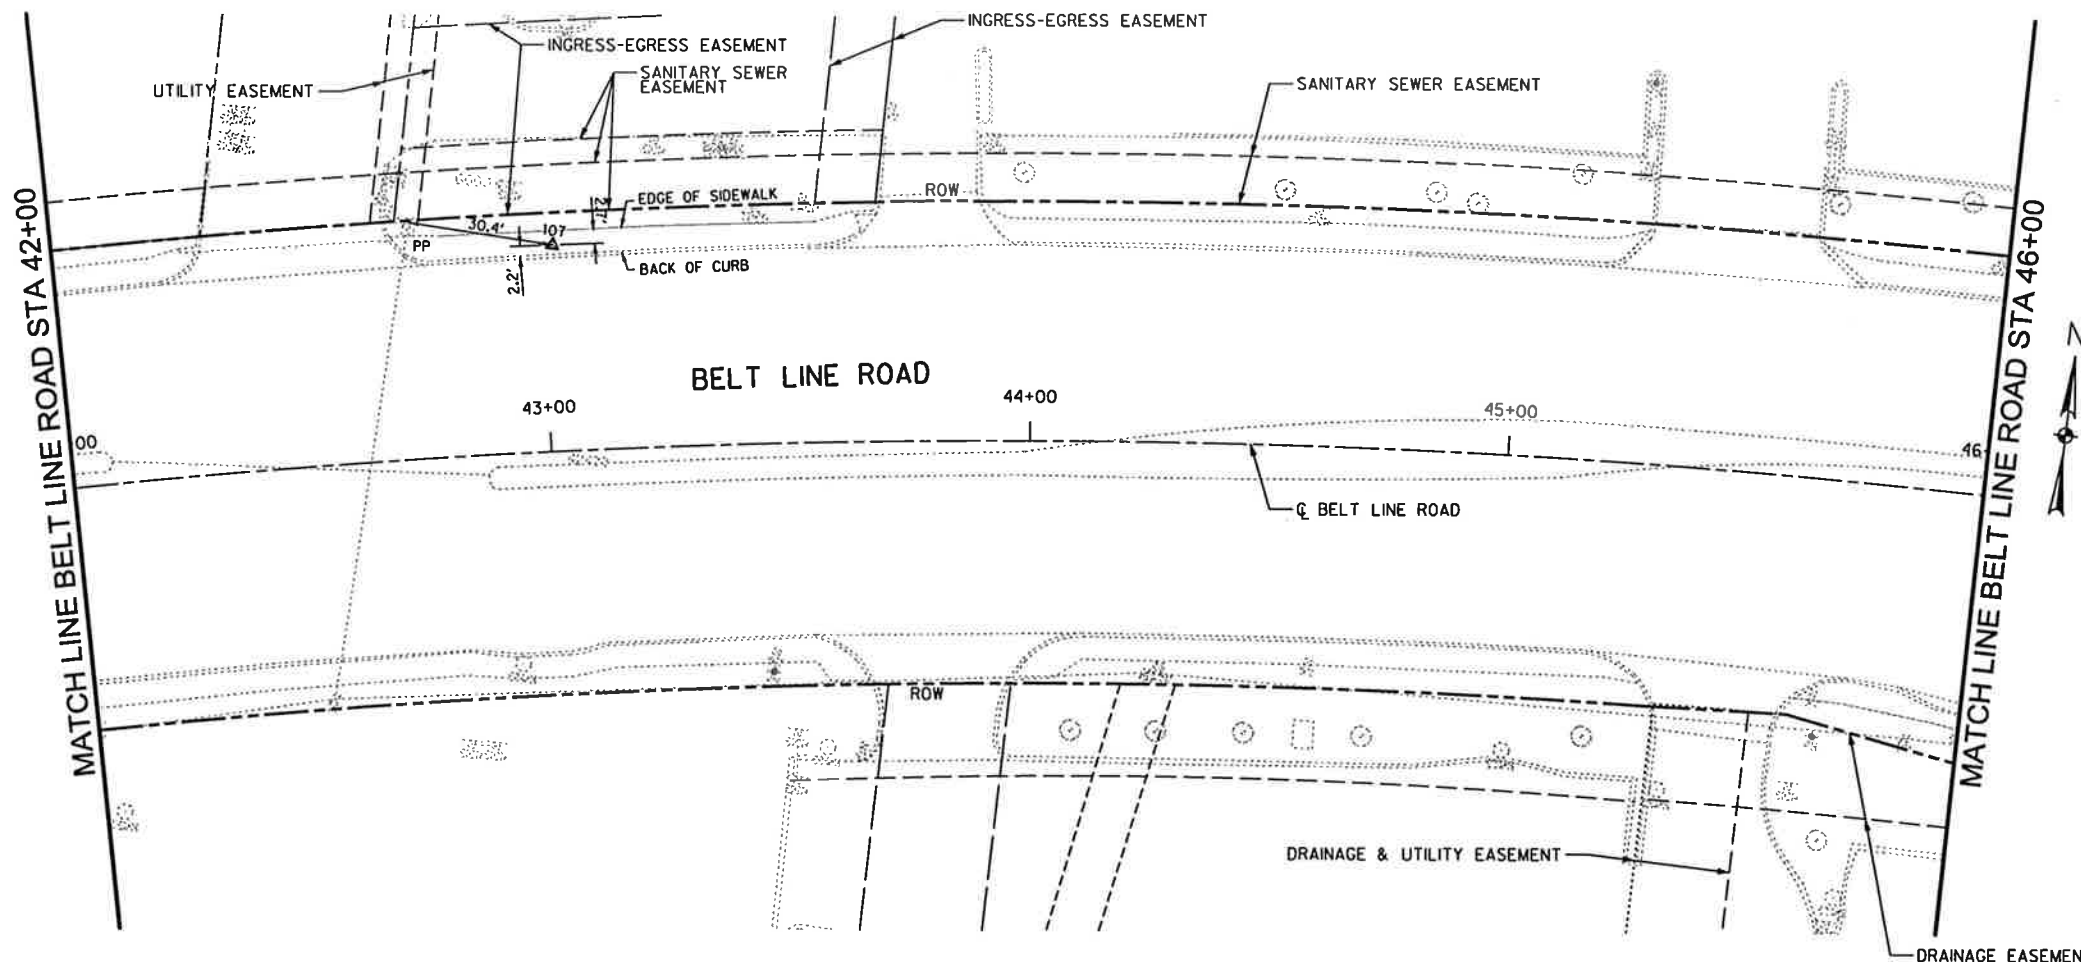 INGRESS-EGRESS EASEMENT
INGRESS-EGRESS EASEMENT
SANITARY SEWER
EASEMENT
UTILITY EASEMENT
SANITARY SEWER EASEMENT
ROW
EDGE OF SIDEWALK
2.1'
30.4'
107
PP
BACK OF CURB
2.2'
MATCH LINE BELT LINE ROAD STA 42+00
MATCH LINE BELT LINE ROAD STA 46+00
N
BELT LINE ROAD
43+00
44+00
45+00
00
46
℄ BELT LINE ROAD
ROW
DRAINAGE & UTILITY EASEMENT
DRAINAGE EASEMEN